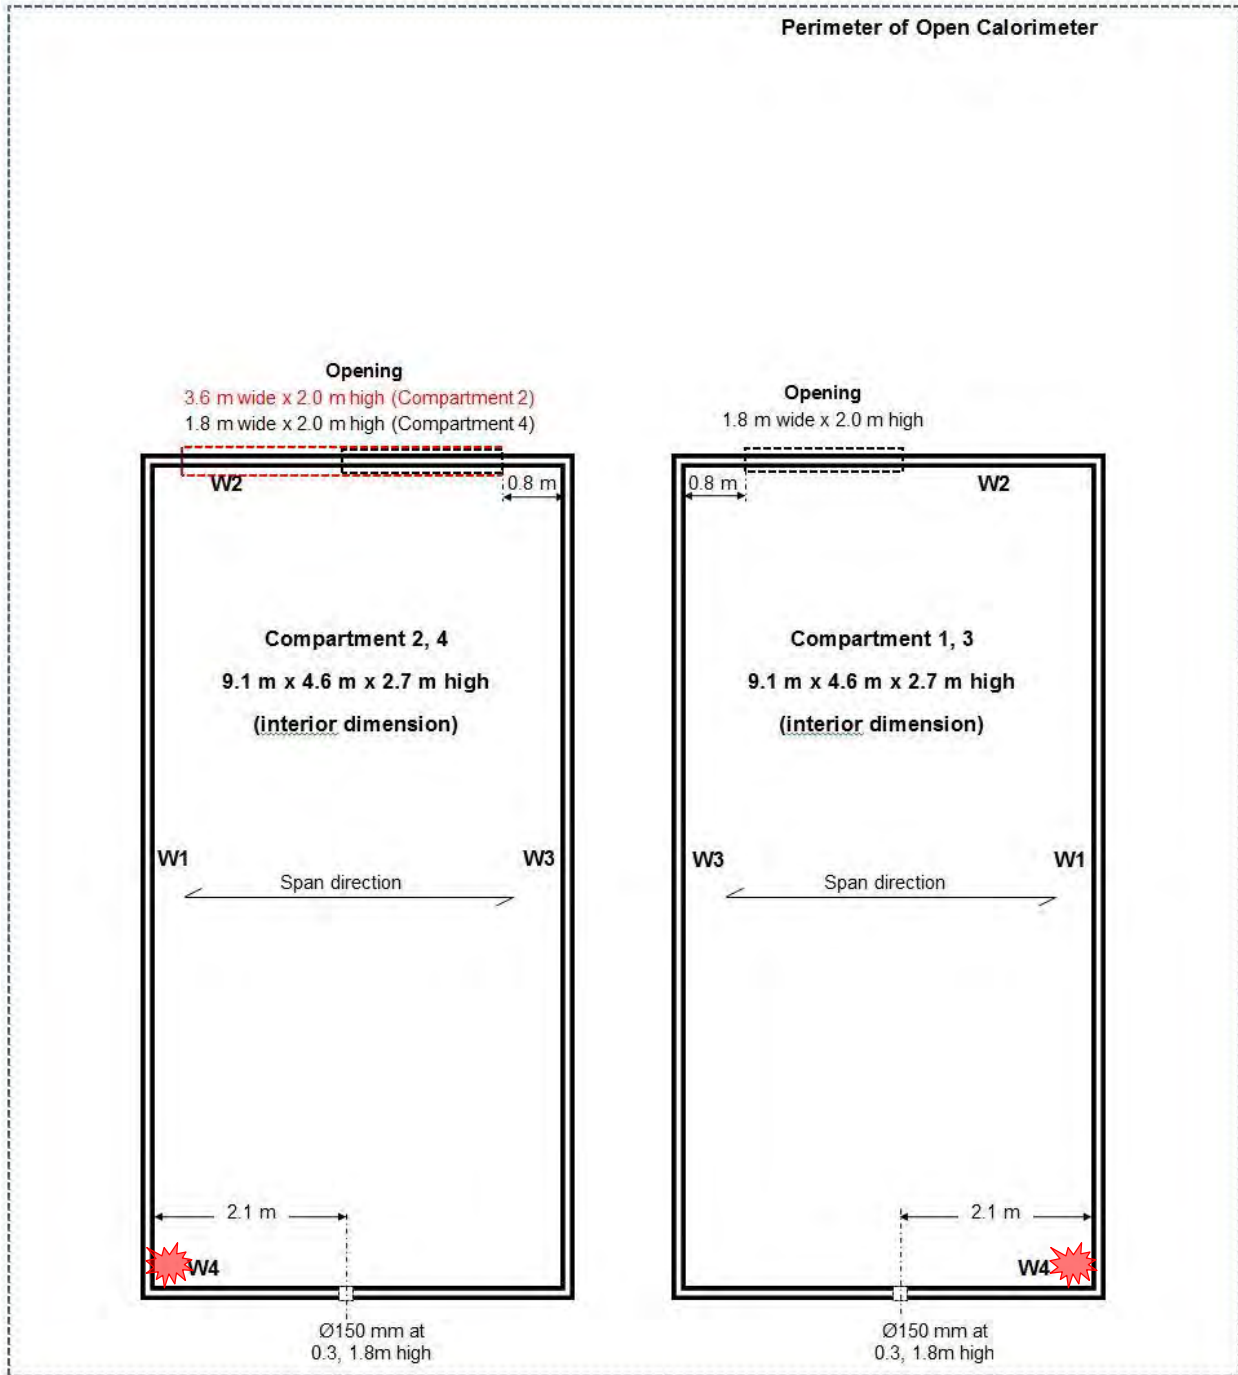 Perimeter of Open Calorimeter
Opening
3.6 m wide x 2.0 m high (Compartment 2)
1.8 m wide x 2.0 m high (Compartment 4)
Opening
1.8 m wide x 2.0 m high
W2
0.8 m
0.8 m
W2
Compartment 2, 4
9.1 m x 4.6 m x 2.7 m high
(interior dimension)
Compartment 1, 3
9.1 m x 4.6 m x 2.7 m high
(interior dimension)
W1
W3
Span direction
W3
W1
Span direction
2.1 m
2.1 m
W4
W4
Ø150 mm at
0.3, 1.8m high
Ø150 mm at
0.3, 1.8m high